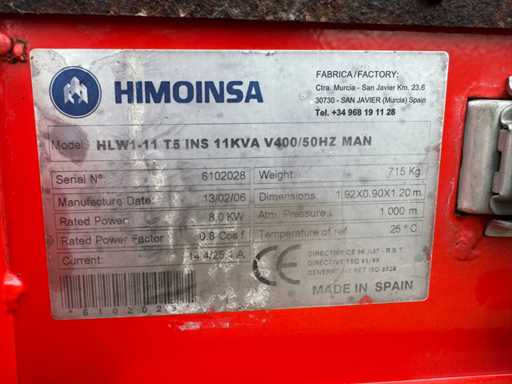 HIMOINSA
FABRICA/FACTORY:
Ctra. Murcia - San Javier Km. 23,6
30730 - SAN JAVIER (Murcia) Spain
Tel. +34 968 19 11 28
Model: HLW1-11 T5 INS 11KVA V400/50HZ MAN
Serial Nº 6102028 Weight: 715 Kg
Manufacture Date: 13/02/06 Dimensions 1.92X0.90X1.20 m.
Rated Power: 8.0 KW Atm. Pressure: 1.000 m
Rated Power Factor 0.8 Cos f Temperature of ref. 25 º C
Current: A.
CE
MADE IN SPAIN